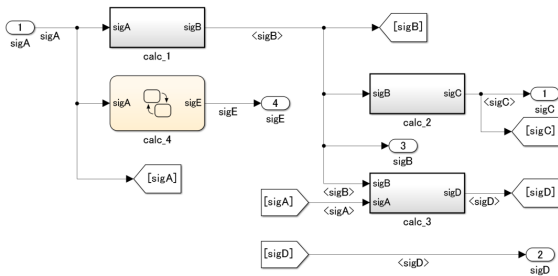 1
sigA
sigA
sigA
sigB
calc_1
<sigB>
[sigB]
sigA
sigE
calc_4
sigE
4
sigE
sigB
sigC
calc_2
<sigC>
1
sigC
[sigC]
3
sigB
[sigA]
[sigA]
<sigB>
<sigA>
sigB
sigA
sigD
calc_3
<sigD>
[sigD]
[sigD]
<sigD>
2
sigD